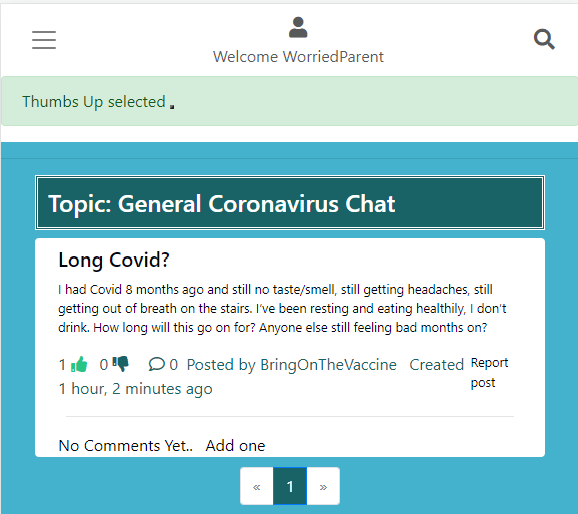 Welcome WorriedParent
Thumbs Up selected
Topic: General Coronavirus Chat
Long Covid?
I had Covid 8 months ago and still no taste/smell, still getting headaches, still
getting out of breath on the stairs. I've been resting and eating healthily, I don't
drink. How long will this go on for? Anyone else still feeling bad months on?
1 0 0 Posted by BringOnTheVaccine Created Report
1 hour, 2 minutes ago post
No Comments Yet.. Add one
« 1 »